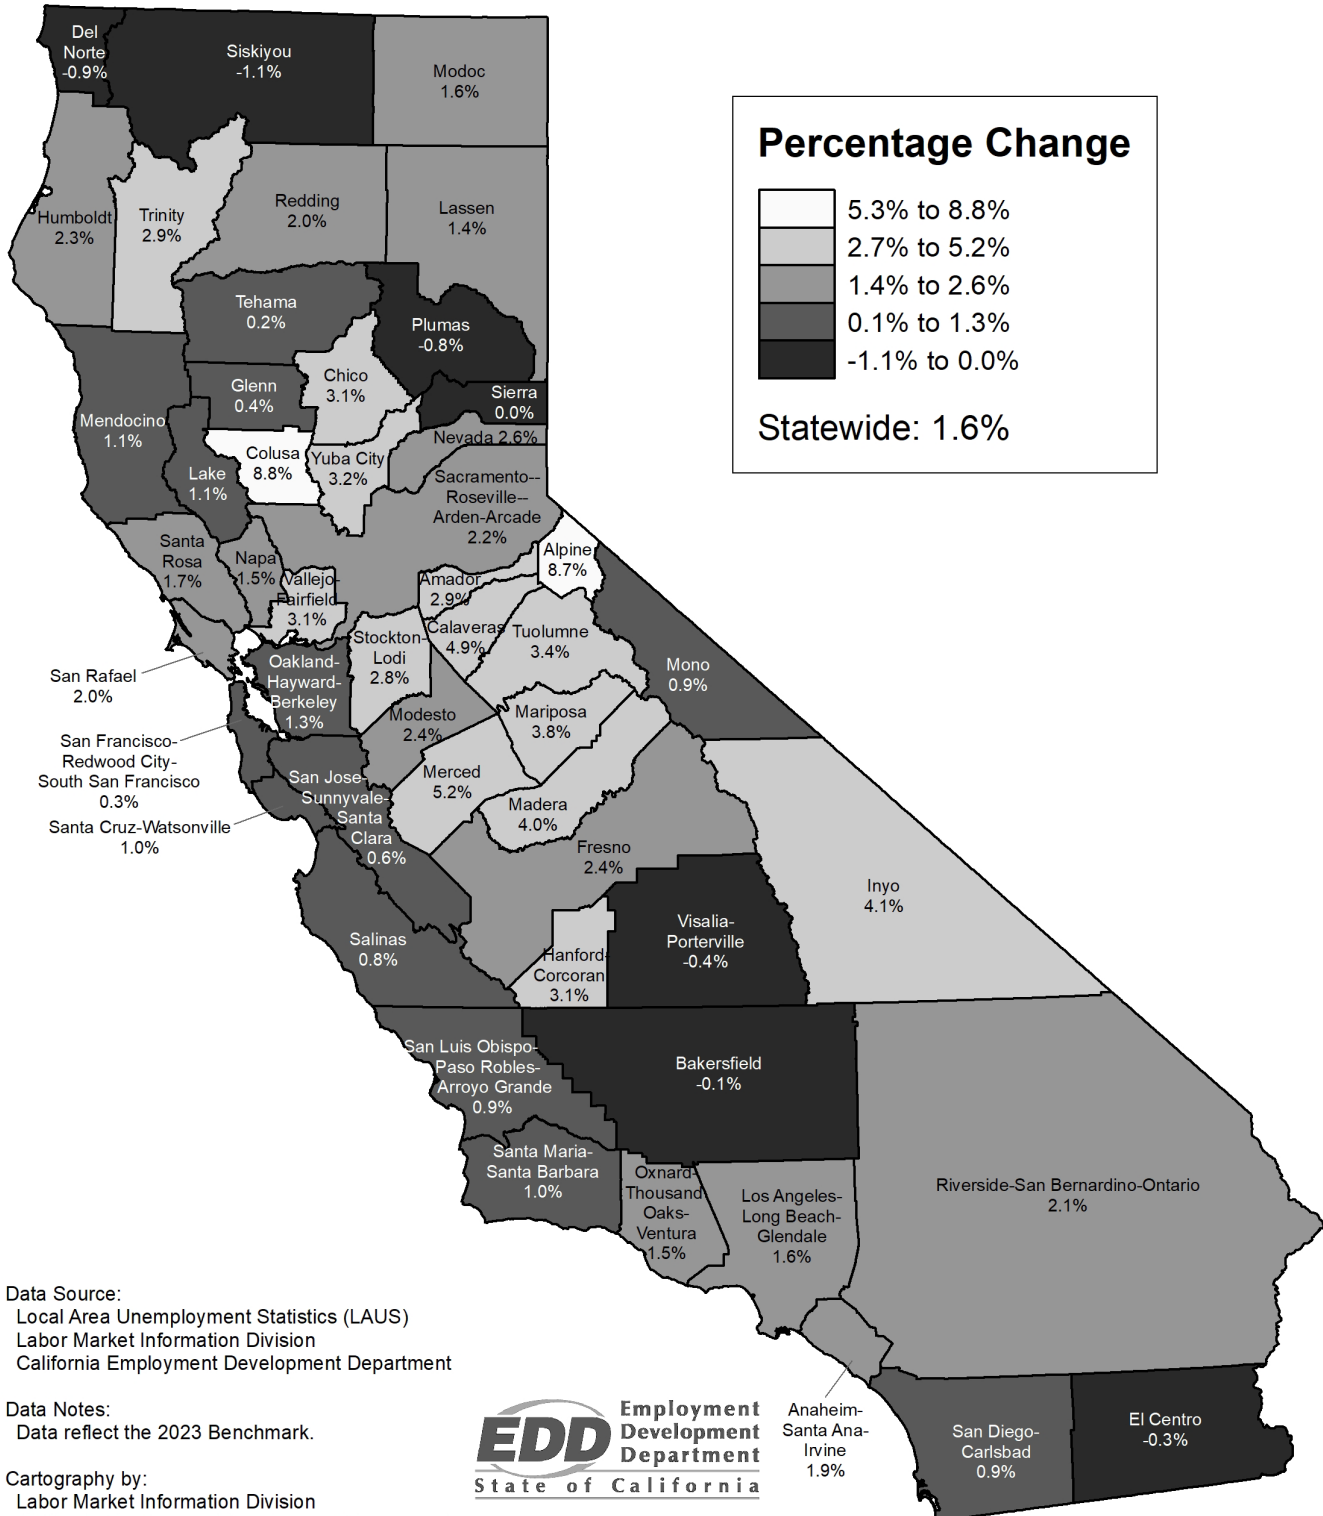 Del
Norte
-0.9%
Siskiyou
-1.1%
Modoc
1.6%
Humboldt
2.3%
Trinity
2.9%
Redding
2.0%
Lassen
1.4%
Tehama
0.2%
Plumas
-0.8%
Chico
3.1%
Glenn
0.4%
Sierra
0.0%
Mendocino
1.1%
Lake
1.1%
Colusa
8.8%
Yuba City
3.2%
Nevada 2.6%
Sacramento--
Roseville--
Arden-Arcade
2.2%
Santa
Rosa
1.7%
Napa
1.5%
Vallejo-
Fairfield
3.1%
Amador
2.9%
Alpine
8.7%
Calaveras
4.9%
Tuolumne
3.4%
Mono
0.9%
Stockton-
Lodi
2.8%
San Rafael
2.0%
Oakland-
Hayward-
Berkeley
1.3%
Modesto
2.4%
Mariposa
3.8%
San Francisco-
Redwood City-
South San Francisco
0.3%
San Jose-
Sunnyvale-
Santa
Clara
0.6%
Merced
5.2%
Madera
4.0%
Santa Cruz-Watsonville
1.0%
Fresno
2.4%
Inyo
4.1%
Salinas
0.8%
Hanford-
Corcoran
3.1%
Visalia-
Porterville
-0.4%
San Luis Obispo-
Paso Robles-
Arroyo Grande
0.9%
Bakersfield
-0.1%
Santa Maria-
Santa Barbara
1.0%
Oxnard-
Thousand
Oaks-
Ventura
1.5%
Los Angeles-
Long Beach-
Glendale
1.6%
Riverside-San Bernardino-Ontario
2.1%
Anaheim-
Santa Ana-
Irvine
1.9%
San Diego-
Carlsbad
0.9%
El Centro
-0.3%
Percentage Change
5.3% to 8.8%
2.7% to 5.2%
1.4% to 2.6%
0.1% to 1.3%
-1.1% to 0.0%
Statewide: 1.6%
Data Source:
Local Area Unemployment Statistics (LAUS)
Labor Market Information Division
California Employment Development Department
Data Notes:
Data reflect the 2023 Benchmark.
Cartography by:
Labor Market Information Division
EDD
Employment
Development
Department
State of California